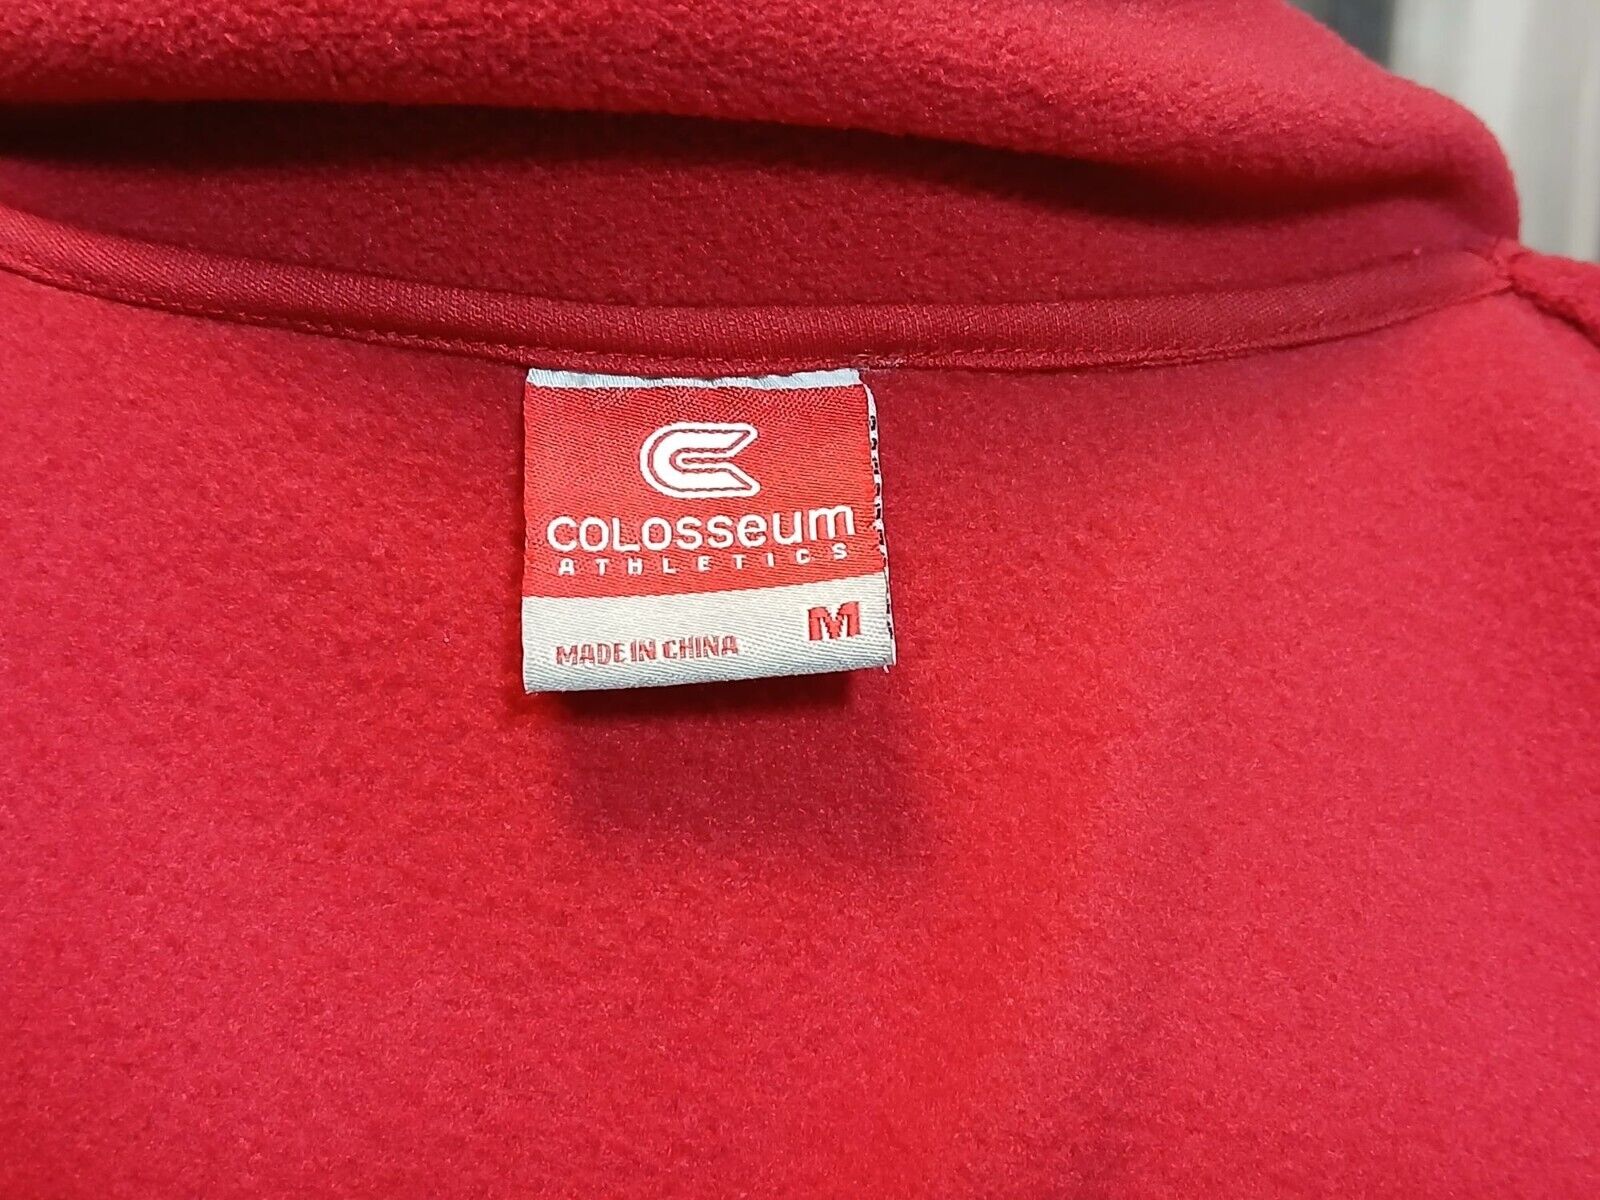 COLOSSeum
ATHLETICS
M
MADE IN CHINA